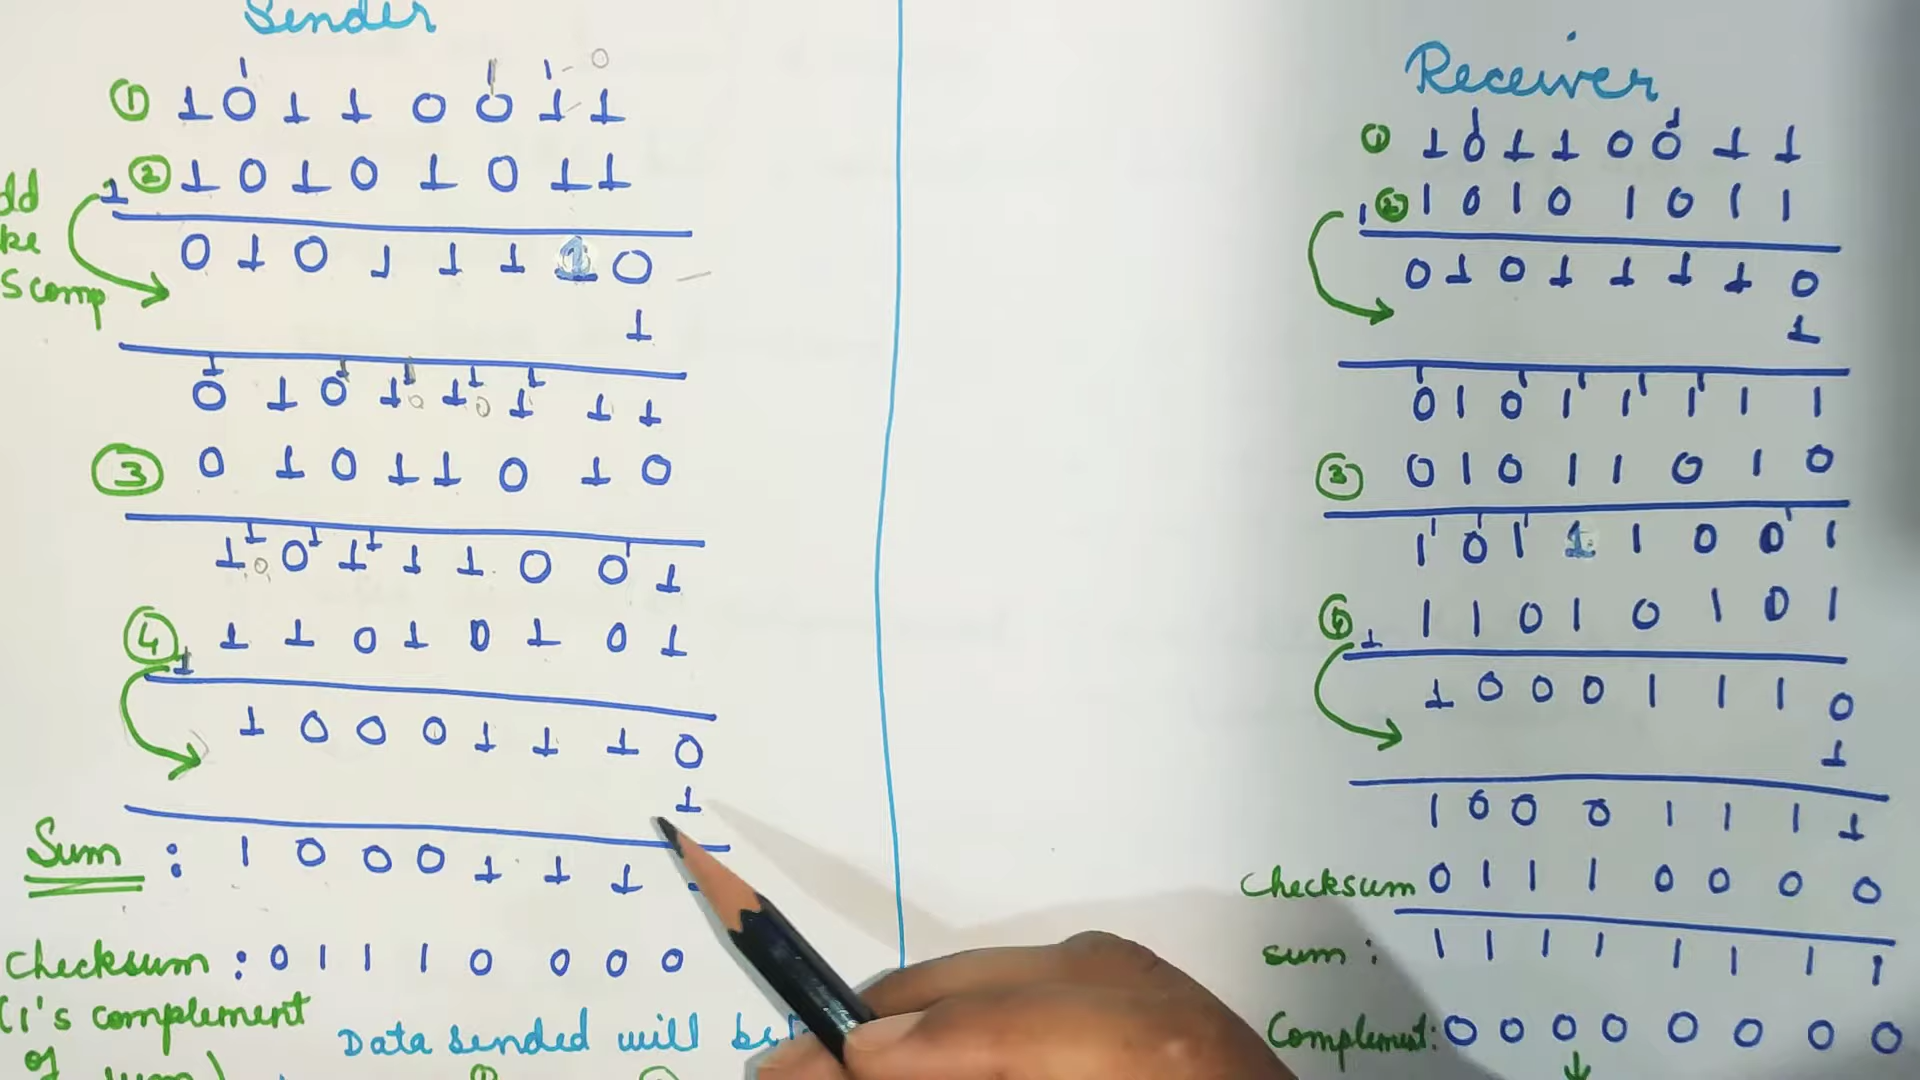 Sender
① 1 0 1 1 0 0 1 1
② 1 0 1 0 1 0 1 1
1
0 1 0 1 1 1 1 0
1
0 1 0 1 1 1 1 1
③ 0 1 0 1 1 0 1 0
1 0 1 1 1 0 0 1
④ 1 1 0 1 0 1 0 1
1
1 0 0 0 1 1 1 0
1
Sum : 1 0 0 0 1 1 1
Checksum : 0 1 1 1 0 0 0 0
(1's complement
of sum)
Data sended will be
Receiver
① 1 0 1 1 0 0 1 1
② 1 0 1 0 1 0 1 1
1
0 1 0 1 1 1 1 0
1
0 1 0 1 1 1 1 1
③ 0 1 0 1 1 0 1 0
1 0 1 1 1 0 0 1
1 1 0 1 0 1 0 1
1
1 0 0 0 1 1 1 0
1
1 0 0 0 1 1 1 1
Checksum 0 1 1 1 0 0 0 0
sum : 1 1 1 1 1 1 1 1
Complement: 0 0 0 0 0 0 0 0